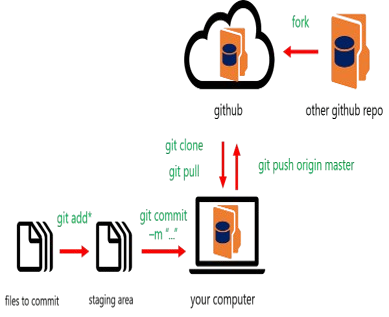 fork
github
other github repo
git clone
git pull
git push origin master
git add*
git commit
–m “...”
files to commit
staging area
your computer